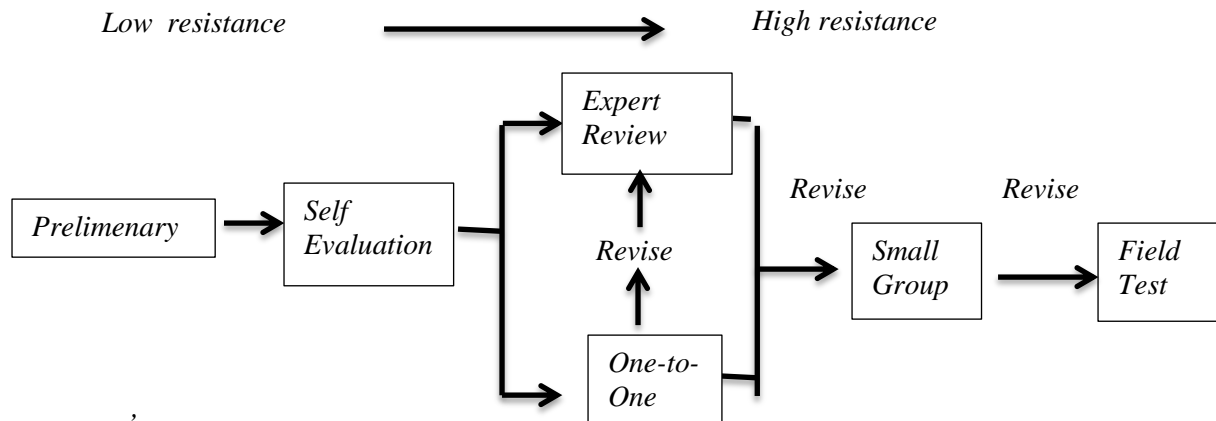 Low resistance
High resistance
Expert
Review
Prelimenary
Self
Evaluation
Revise
One-to-
One
Revise
Revise
Small
Group
Field
Test
,